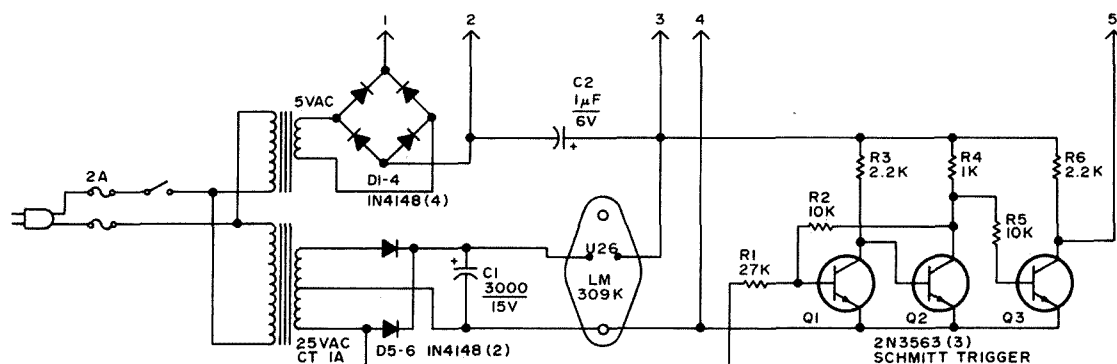 1
2
3
4
5
5VAC
C2
1µF
6V
2A
D1-4
1N4148(4)
R3
2.2K
R4
1K
R6
2.2K
R2
10K
R5
10K
R1
27K
U26
LM
309K
C1
3000
15V
+
+
Q1
Q2
Q3
25VAC
CT 1A
D5-6 1N4148(2)
2N3563(3)
SCHMITT TRIGGER